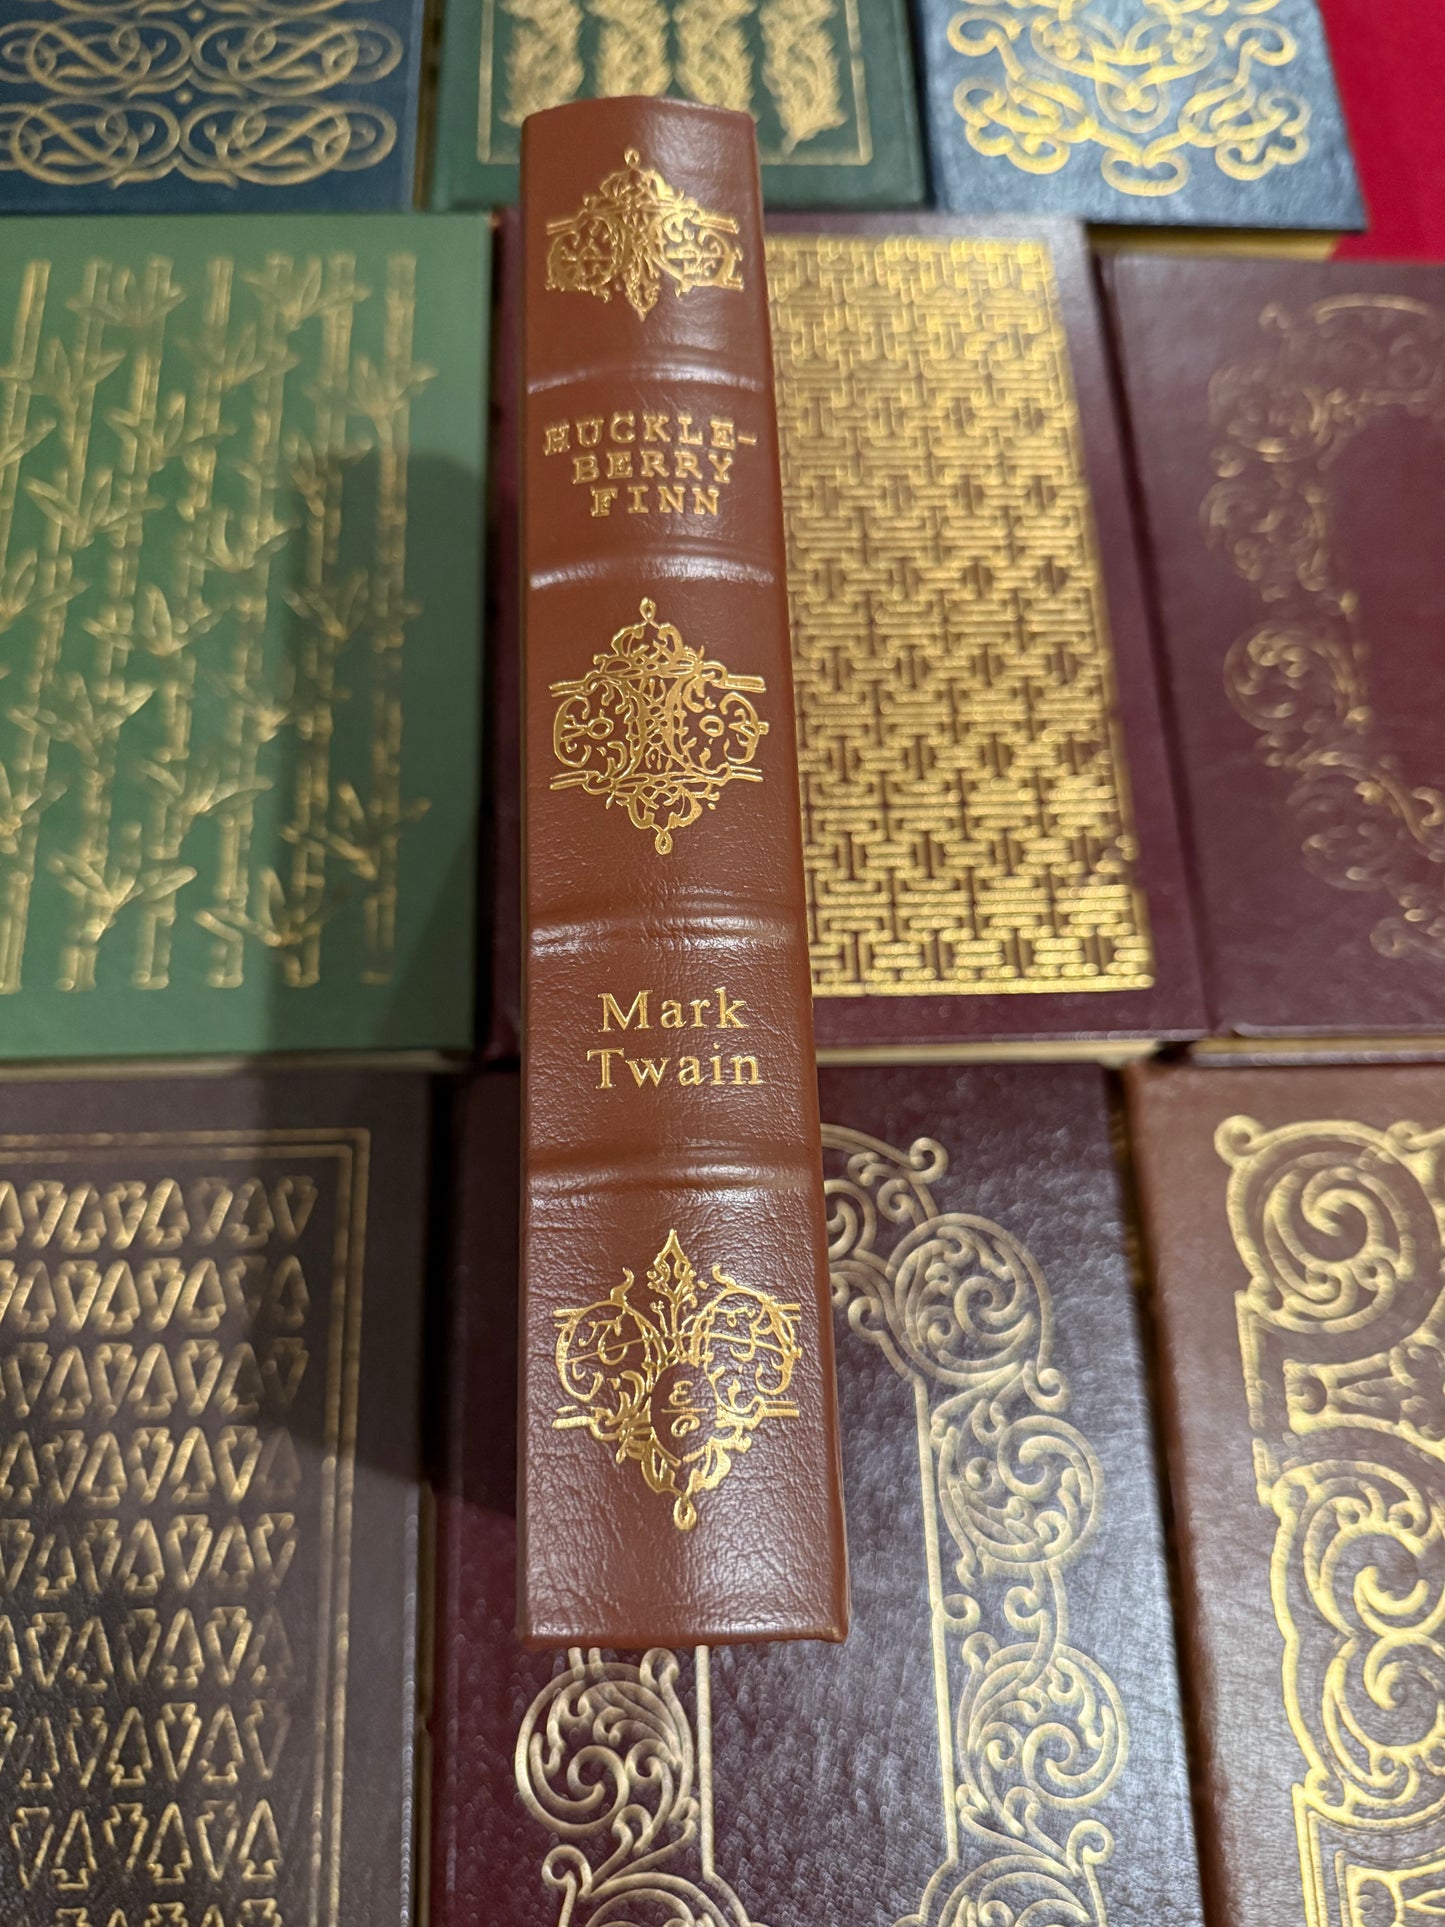 HUCKLE-
BERRY
FINN
Mark
Twain